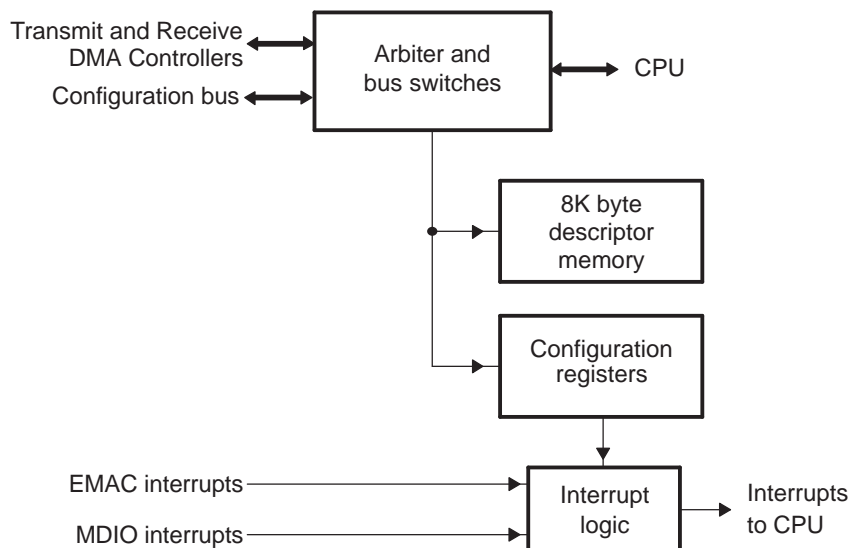 Transmit and Receive
DMA Controllers
Configuration bus
Arbiter and
bus switches
CPU
8K byte
descriptor
memory
Configuration
registers
EMAC interrupts
MDIO interrupts
Interrupt
logic
Interrupts
to CPU